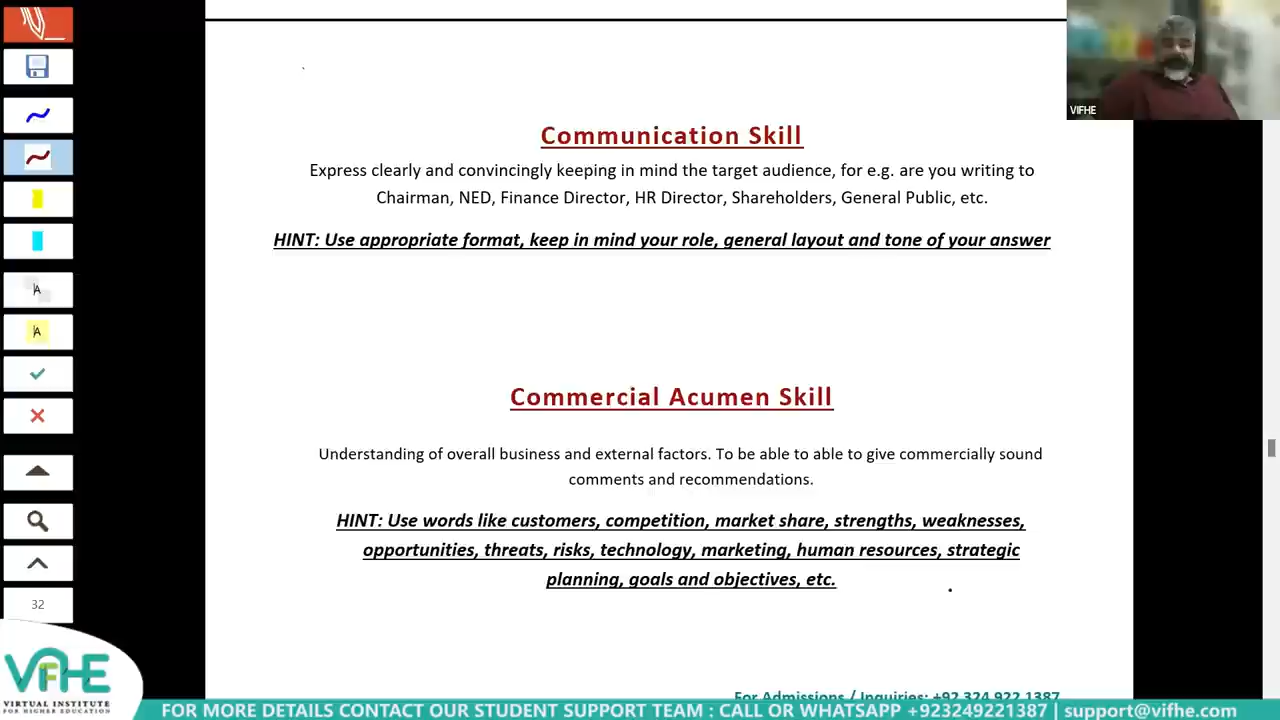 VIFHE
Communication Skill
Express clearly and convincingly keeping in mind the target audience, for e.g. are you writing to
Chairman, NED, Finance Director, HR Director, Shareholders, General Public, etc.
HINT: Use appropriate format, keep in mind your role, general layout and tone of your answer
Commercial Acumen Skill
Understanding of overall business and external factors. To be able to able to give commercially sound
comments and recommendations.
HINT: Use words like customers, competition, market share, strengths, weaknesses,
opportunities, threats, risks, technology, marketing, human resources, strategic
planning, goals and objectives, etc.
A
A
32
For Admissions / Inquiries: +92 324 922 1387
VIFHE
VIRTUAL INSTITUTE
FOR HIGHER EDUCATION
FOR MORE DETAILS CONTACT OUR STUDENT SUPPORT TEAM : CALL OR WHATSAPP +923249221387 | support@vifhe.com